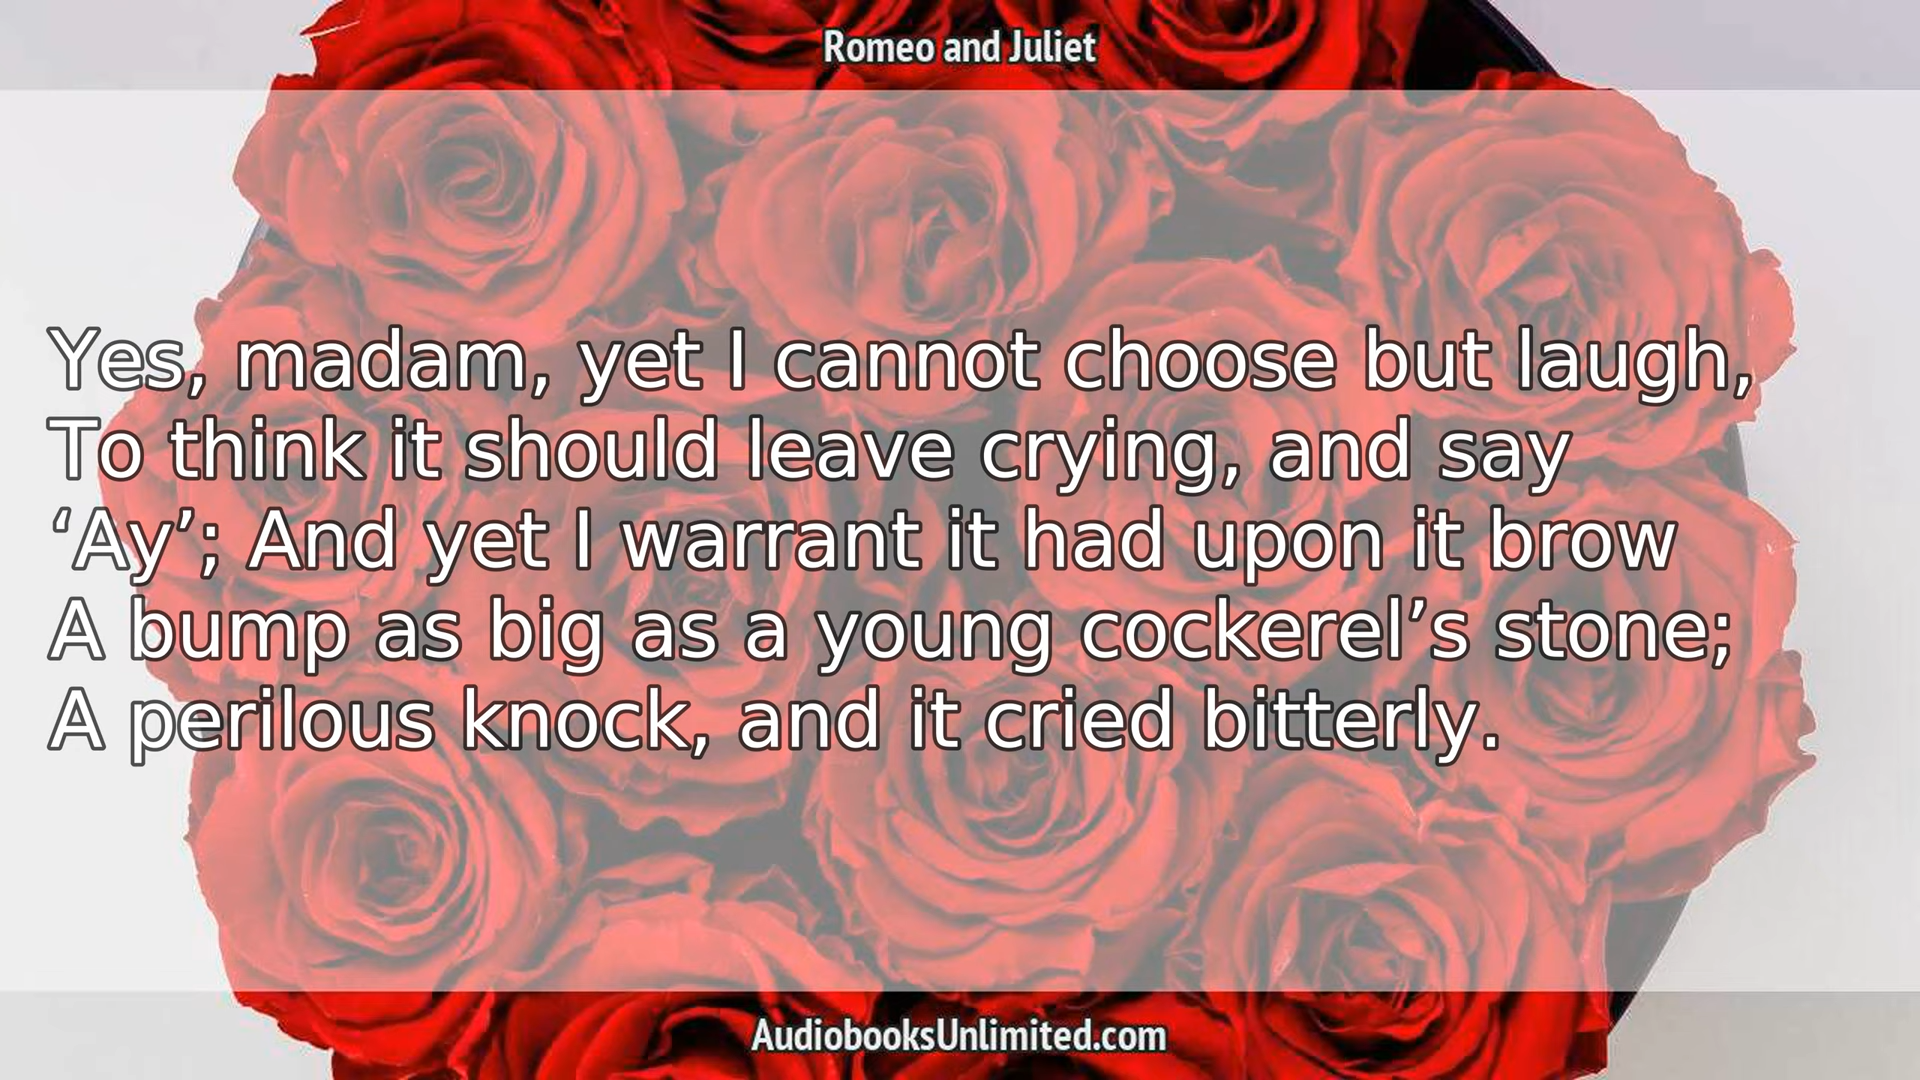 Romeo and Juliet
Yes, madam, yet I cannot choose but laugh,
To think it should leave crying, and say
‘Ay’; And yet I warrant it had upon it brow
A bump as big as a young cockerel’s stone;
A perilous knock, and it cried bitterly.
AudiobooksUnlimited.com